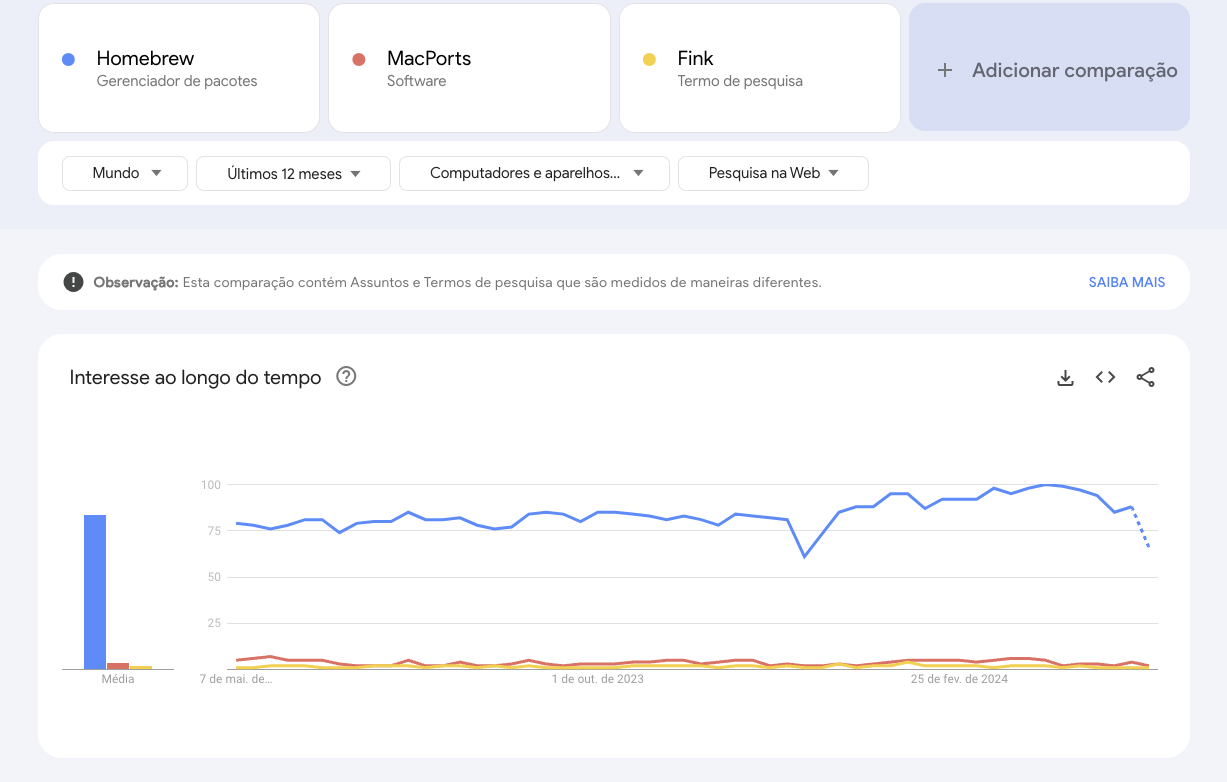 Homebrew
Gerenciador de pacotes
MacPorts
Software
Fink
Termo de pesquisa
+ Adicionar comparação
Mundo
Últimos 12 meses
Computadores e aparelhos...
Pesquisa na Web
Observação: Esta comparação contém Assuntos e Termos de pesquisa que são medidos de maneiras diferentes.
SAIBA MAIS
Interesse ao longo do tempo
100
75
50
25
Média
7 de mai. de...
1 de out. de 2023
25 de fev. de 2024